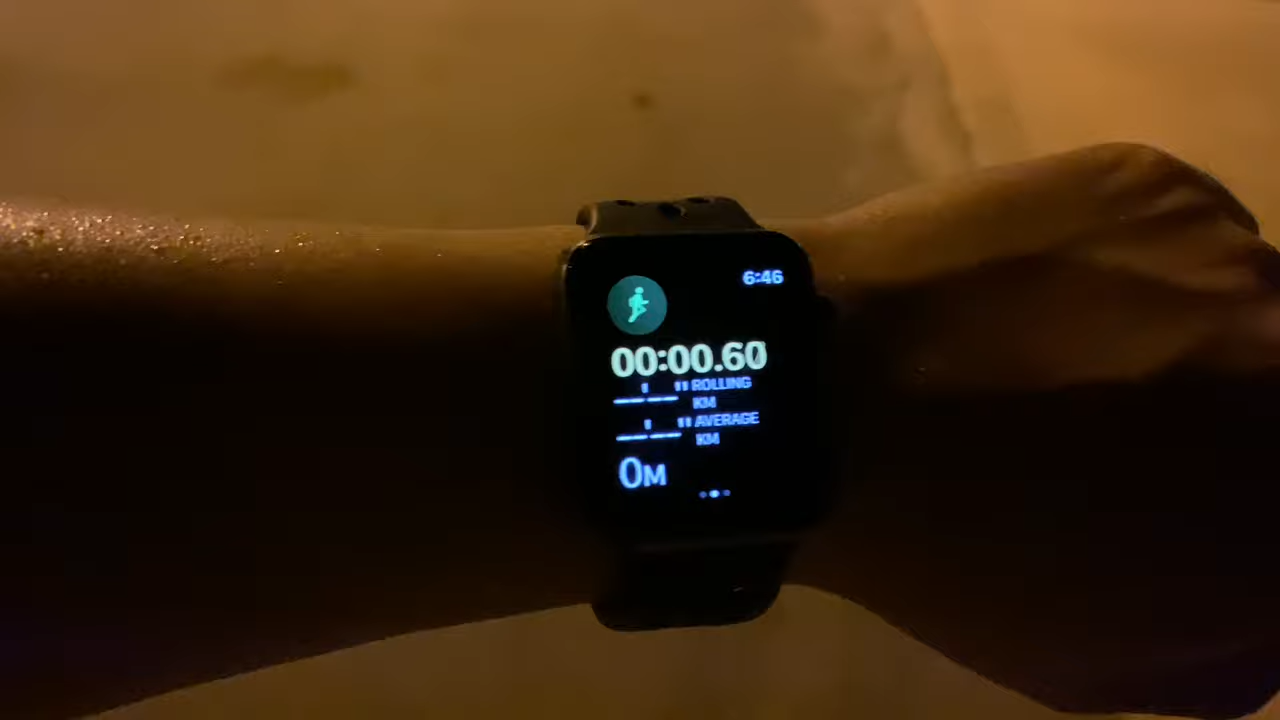 6:46
00:00.60
--'--" ROLLING
KM
--'--" AVERAGE
KM
0M